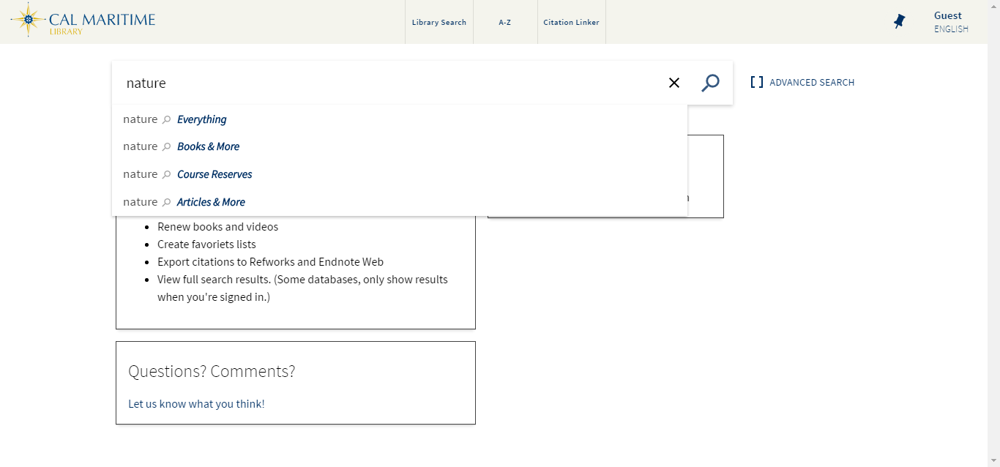 CAL MARITIME
LIBRARY
Library Search
A-Z
Citation Linker
Guest
ENGLISH
nature
ADVANCED SEARCH
nature Everything
nature Books & More
nature Course Reserves
nature Articles & More
Renew books and videos
Create favoriets lists
Export citations to Refworks and Endnote Web
View full search results. (Some databases, only show results
when you're signed in.)
Questions? Comments?
Let us know what you think!